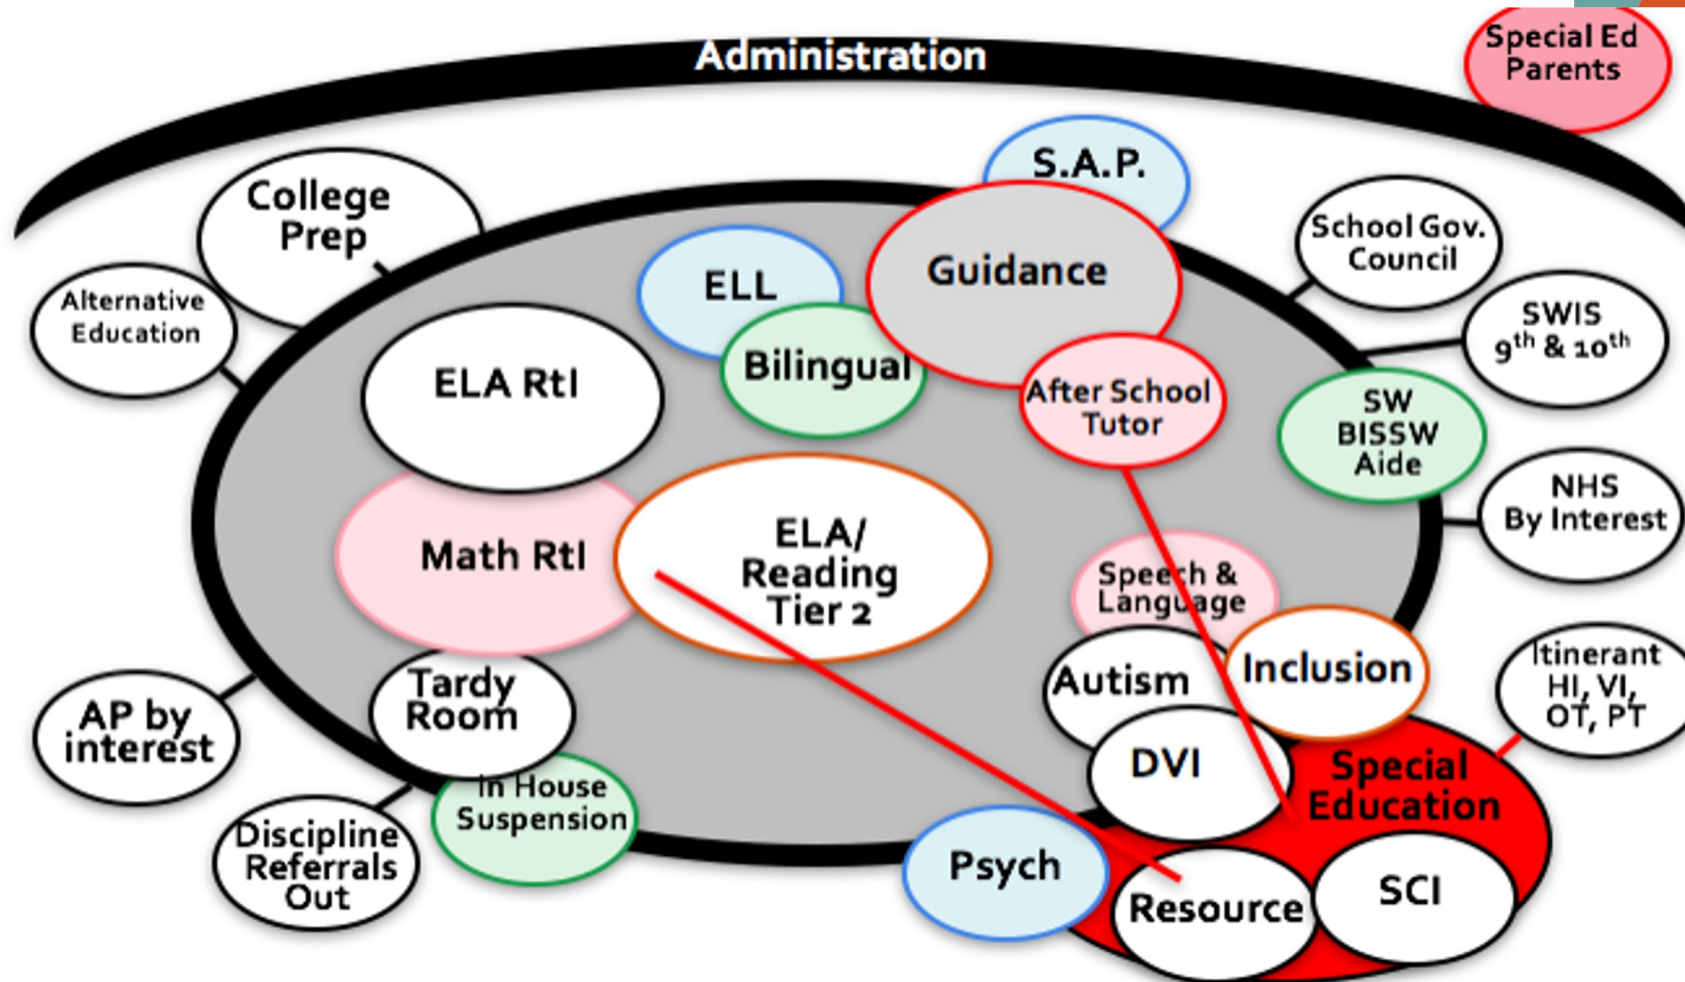 Administration
Special Ed
Parents
S.A.P.
College
Prep
School Gov.
Council
Alternative
Education
ELL
Guidance
SWIS
9th & 10th
Bilingual
ELA RtI
After School
Tutor
SW
BISSW
Aide
NHS
By Interest
Math RtI
ELA/
Reading
Tier 2
Speech &
Language
Autism
Inclusion
Itinerant
HI, VI,
OT, PT
Tardy
Room
AP by
interest
DVI
Special
Education
In House
Suspension
Discipline
Referrals
Out
Psych
Resource
SCI